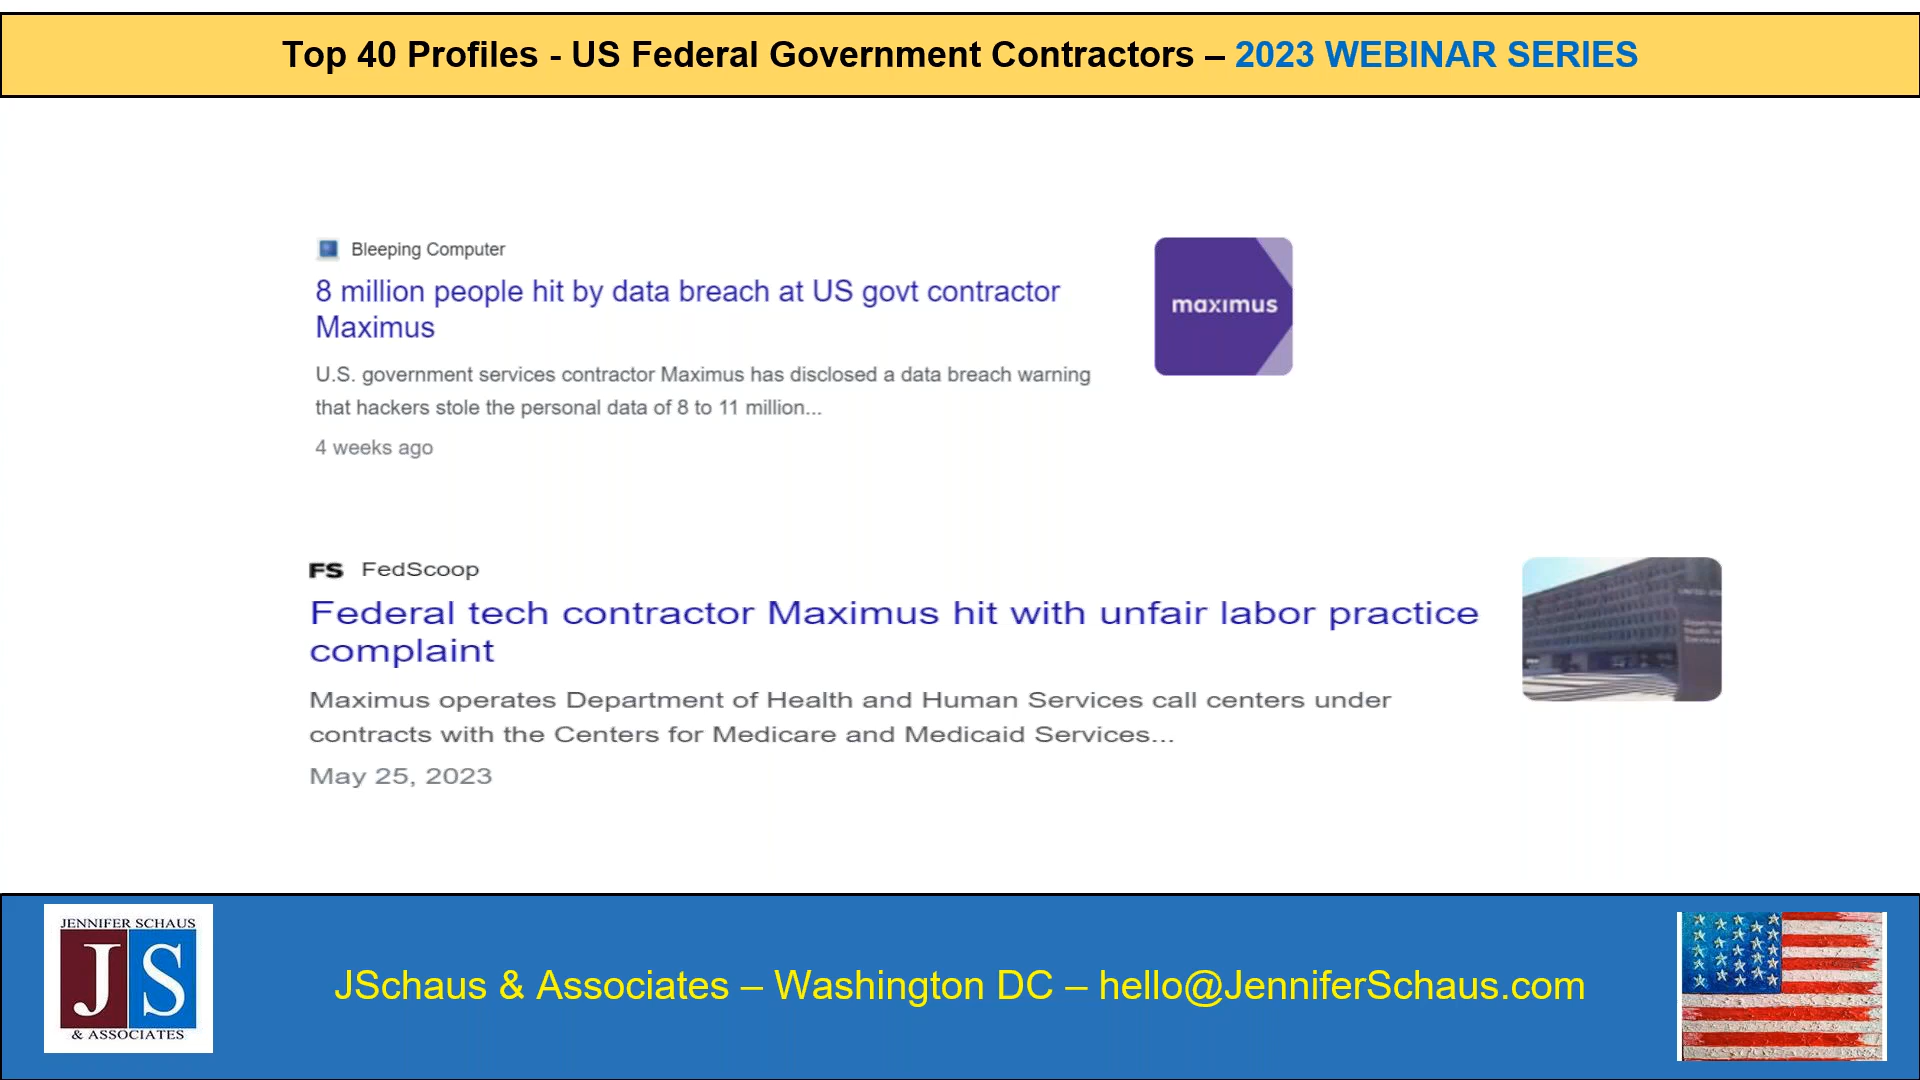 Top 40 Profiles - US Federal Government Contractors – 2023 WEBINAR SERIES
Bleeping Computer
8 million people hit by data breach at US govt contractor
Maximus
U.S. government services contractor Maximus has disclosed a data breach warning
that hackers stole the personal data of 8 to 11 million...
4 weeks ago
maximus
FS FedScoop
Federal tech contractor Maximus hit with unfair labor practice
complaint
Maximus operates Department of Health and Human Services call centers under
contracts with the Centers for Medicare and Medicaid Services...
May 25, 2023
JENNIFER SCHAUS
JS
& ASSOCIATES
JSchaus & Associates – Washington DC – hello@JenniferSchaus.com